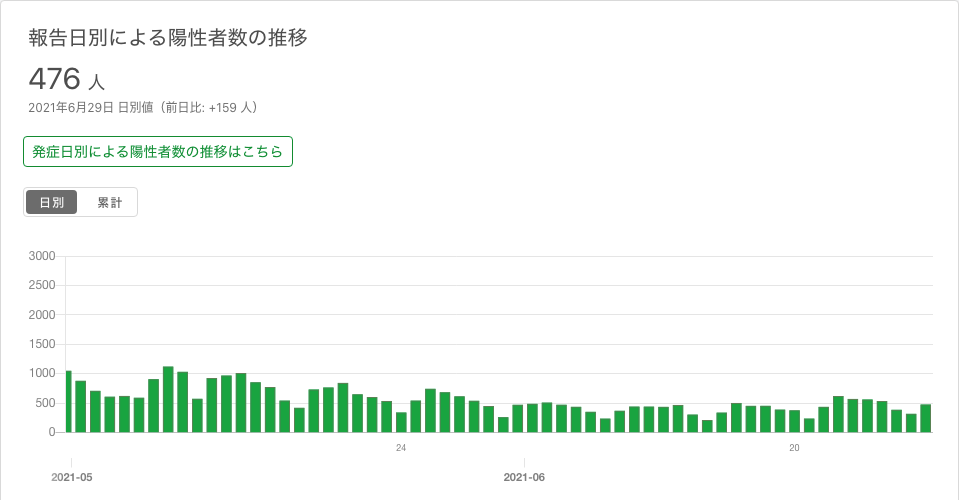 報告日別による陽性者数の推移
476 人
2021年6月29日 日別値（前日比: +159 人）
発症日別による陽性者数の推移はこちら
日別 累計
3000
2500
2000
1500
1000
500
0
24 20
2021-05 2021-06